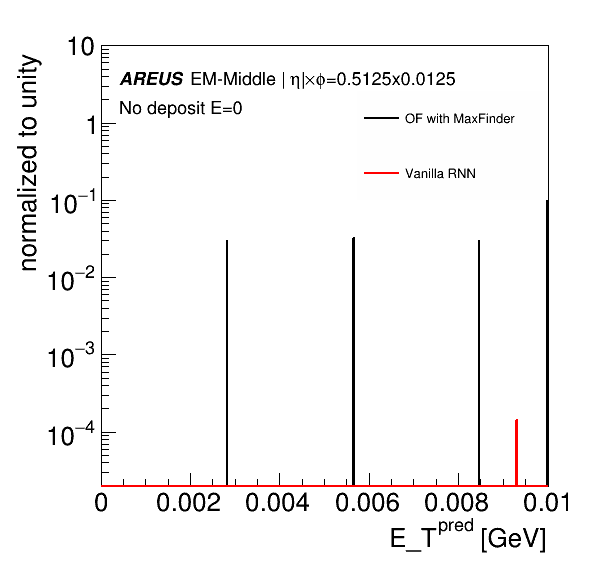 10
AREUS EM-Middle | η|×ϕ=0.5125x0.0125
No deposit E=0
1
OF with MaxFinder
Vanilla RNN
10⁻¹
10⁻²
10⁻³
10⁻⁴
normalized to unity
0 0.002 0.004 0.006 0.008 0.01
E_T^pred [GeV]